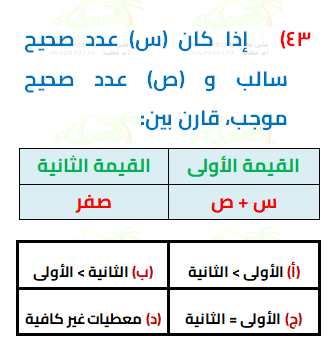 ٤٣) إذا كان (س) عدد صحيح
سالب و (ص) عدد صحيح
موجب، قارن بين:
القيمة الأولى القيمة الثانية
س + ص صفر
(أ) الأولى > الثانية (ب) الثانية > الأولى
(ج) الأولى = الثانية (د) معطيات غير كافية